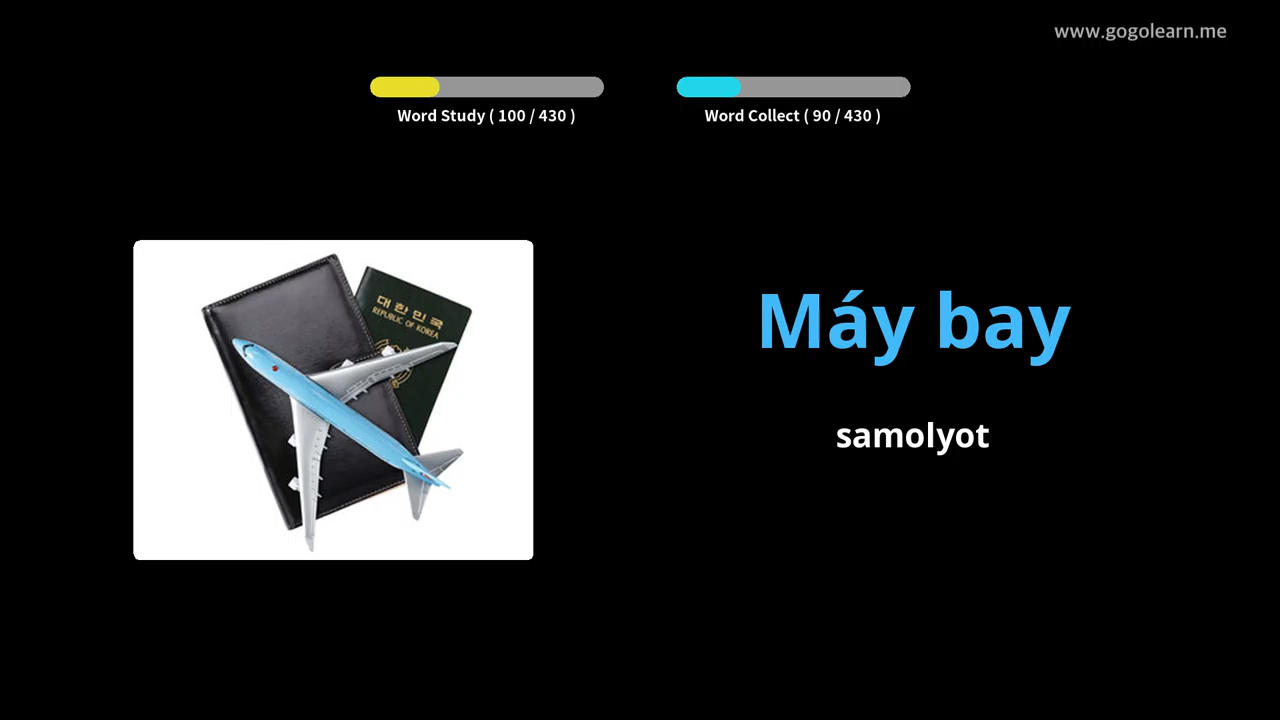 www.gogolearn.me
Word Study ( 100 / 430 )
Word Collect ( 90 / 430 )
대한민국
REPUBLIC OF KOREA
Máy bay
samolyot